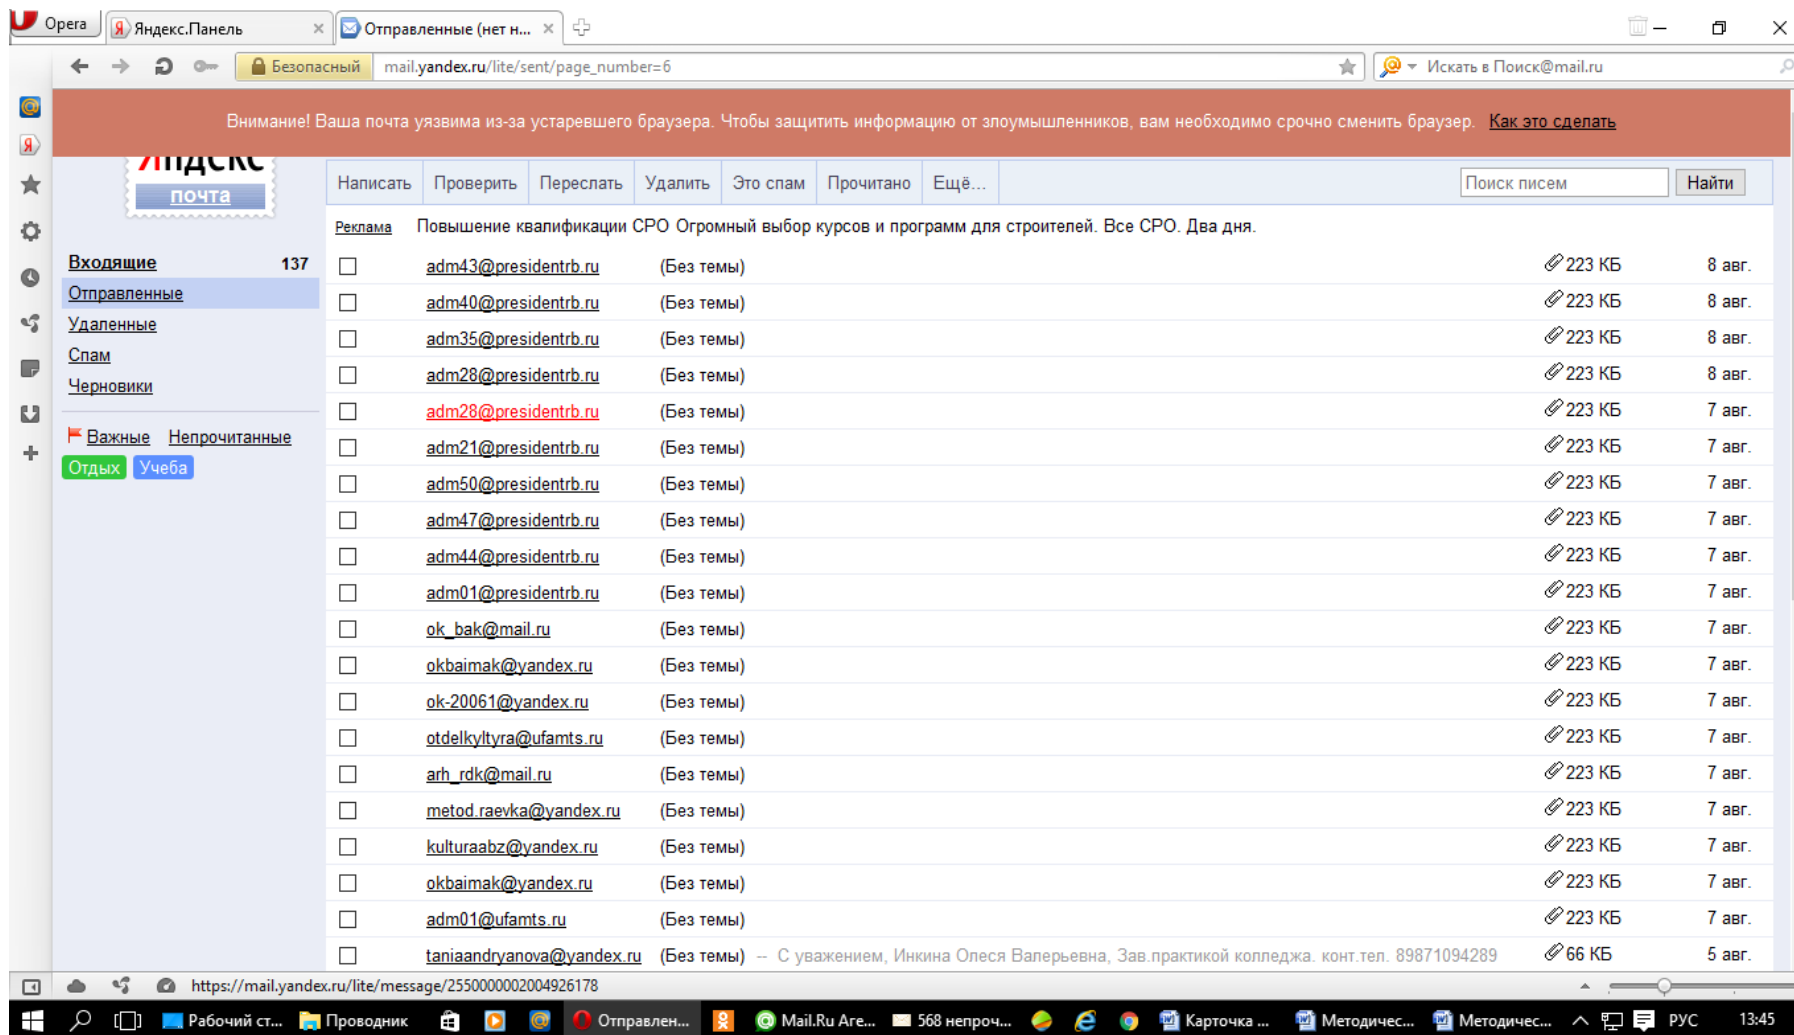 Opera Яндекс.Панель Отправленные (нет н...
Безопасный mail.yandex.ru/lite/sent/page_number=6 Искать в Поиск@mail.ru
Внимание! Ваша почта уязвима из-за устаревшего браузера. Чтобы защитить информацию от злоумышленников, вам необходимо срочно сменить браузер. Как это сделать
Яндекс
почта
Написать Проверить Переслать Удалить Это спам Прочитано Ещё... Поиск писем Найти
Реклама Повышение квалификации СРО Огромный выбор курсов и программ для строителей. Все СРО. Два дня.
Входящие 137
Отправленные
Удаленные
Спам
Черновики
Важные Непрочитанные
Отдых Учеба
adm43@presidentrb.ru (Без темы) 223 КБ 8 авг.
adm40@presidentrb.ru (Без темы) 223 КБ 8 авг.
adm35@presidentrb.ru (Без темы) 223 КБ 8 авг.
adm28@presidentrb.ru (Без темы) 223 КБ 8 авг.
adm28@presidentrb.ru (Без темы) 223 КБ 7 авг.
adm21@presidentrb.ru (Без темы) 223 КБ 7 авг.
adm50@presidentrb.ru (Без темы) 223 КБ 7 авг.
adm47@presidentrb.ru (Без темы) 223 КБ 7 авг.
adm44@presidentrb.ru (Без темы) 223 КБ 7 авг.
adm01@presidentrb.ru (Без темы) 223 КБ 7 авг.
ok_bak@mail.ru (Без темы) 223 КБ 7 авг.
okbaimak@yandex.ru (Без темы) 223 КБ 7 авг.
ok-20061@yandex.ru (Без темы) 223 КБ 7 авг.
otdelkyltyra@ufamts.ru (Без темы) 223 КБ 7 авг.
arh_rdk@mail.ru (Без темы) 223 КБ 7 авг.
metod.raevka@yandex.ru (Без темы) 223 КБ 7 авг.
kulturaabz@yandex.ru (Без темы) 223 КБ 7 авг.
okbaimak@yandex.ru (Без темы) 223 КБ 7 авг.
adm01@ufamts.ru (Без темы) 223 КБ 7 авг.
taniaandryanova@yandex.ru (Без темы) -- С уважением, Инкина Олеся Валерьевна, Зав.практикой колледжа. конт.тел. 89871094289 66 КБ 5 авг.
https://mail.yandex.ru/lite/message/2550000002004926178
Рабочий ст... Проводник Отправлен... Mail.Ru Аге... 568 непроч... Карточка ... Методичес... Методичес... РУС 13:45